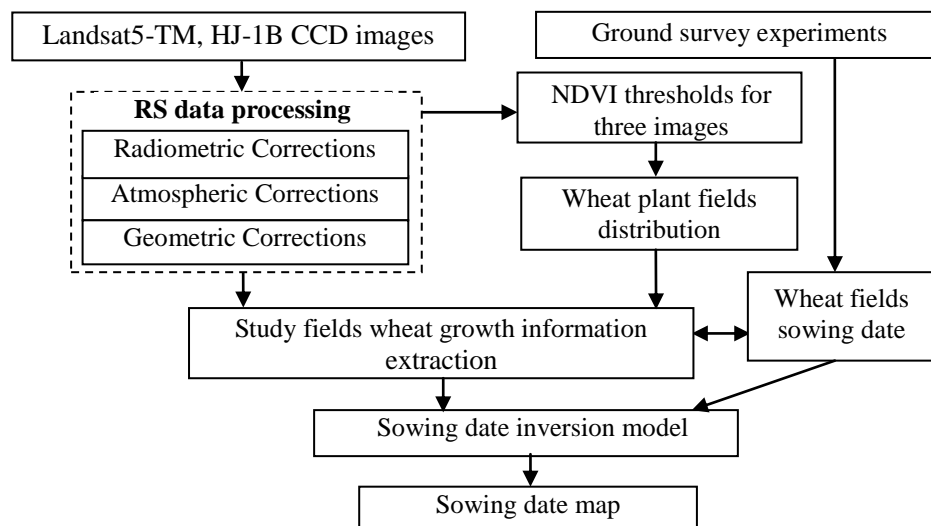 Landsat5-TM, HJ-1B CCD images
Ground survey experiments
RS data processing
Radiometric Corrections
Atmospheric Corrections
Geometric Corrections
NDVI thresholds for
three images
Wheat plant fields
distribution
Wheat fields
sowing date
Study fields wheat growth information
extraction
Sowing date inversion model
Sowing date map